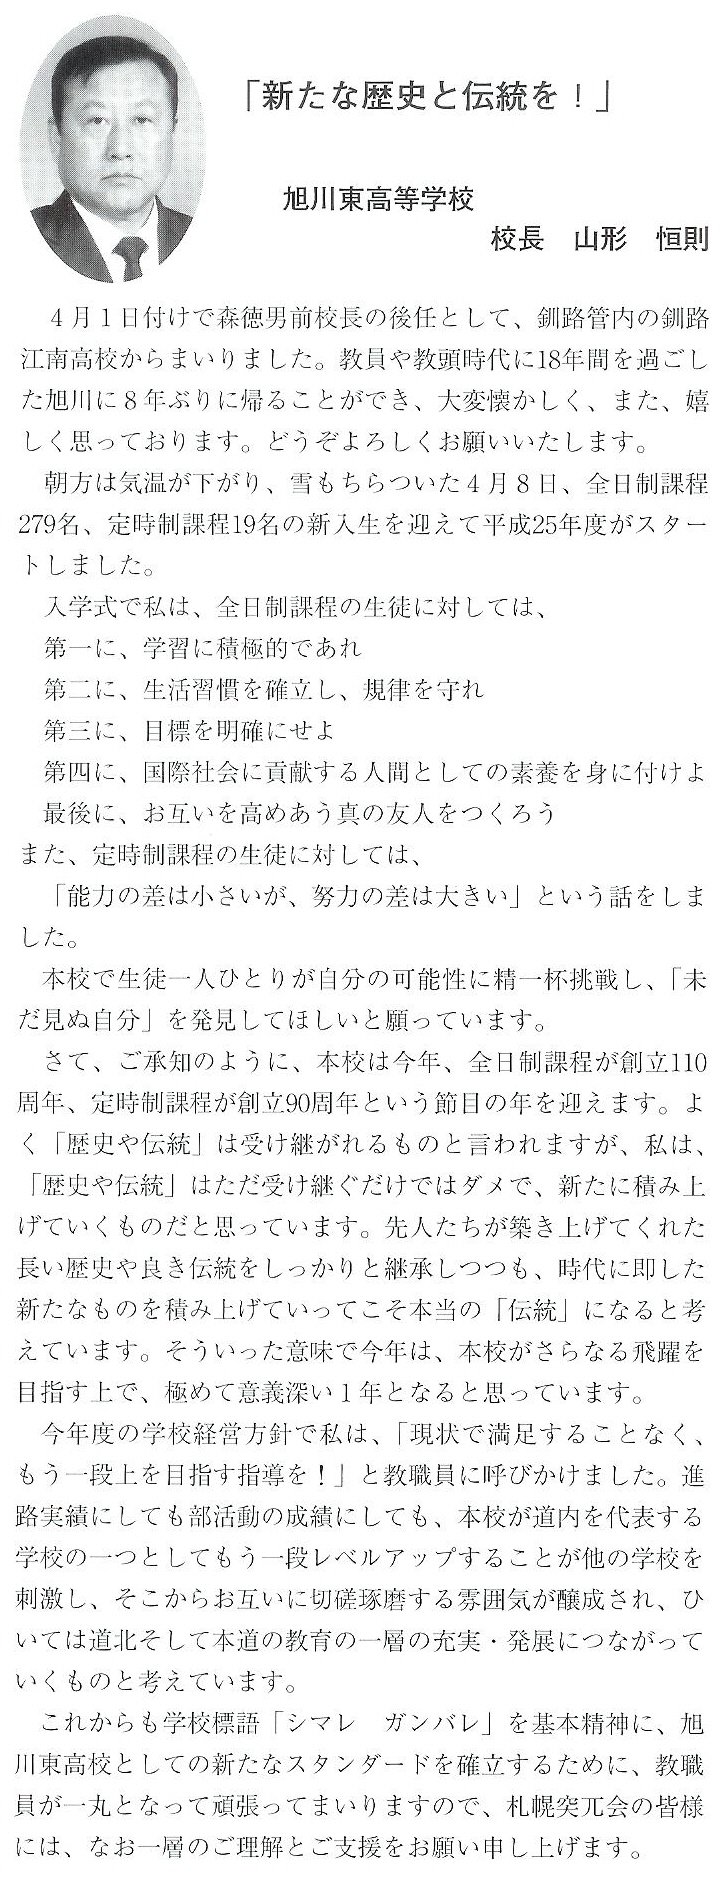 「新たな歴史と伝統を！」
旭川東高等学校
校長　山形　恒則
４月１日付けで森徳男前校長の後任として、釧路管内の釧路
江南高校からまいりました。教員や教頭時代に18年間を過ごし
た旭川に８年ぶりに帰ることができ、大変懐かしく、また、嬉
しく思っております。どうぞよろしくお願いいたします。
朝方は気温が下がり、雪もちらついた４月８日、全日制課程
279名、定時制課程19名の新入生を迎えて平成25年度がスター
トしました。
入学式で私は、全日制課程の生徒に対しては、
第一に、学習に積極的であれ
第二に、生活習慣を確立し、規律を守れ
第三に、目標を明確にせよ
第四に、国際社会に貢献する人間としての素養を身に付けよ
最後に、お互いを高めあう真の友人をつくろう
また、定時制課程の生徒に対しては、
「能力の差は小さいが、努力の差は大きい」という話をしま
した。
本校で生徒一人ひとりが自分の可能性に精一杯挑戦し、「未
だ見ぬ自分」を発見してほしいと願っています。
さて、ご承知のように、本校は今年、全日制課程が創立110
周年、定時制課程が創立90周年という節目の年を迎えます。よ
く「歴史や伝統」は受け継がれるものと言われますが、私は、
「歴史や伝統」はただ受け継ぐだけではダメで、新たに積み上
げていくものだと思っています。先人たちが築き上げてくれた
長い歴史や良き伝統をしっかりと継承しつつも、時代に即した
新たなものを積み上げていってこそ本当の「伝統」になると考
えています。そういった意味で今年は、本校がさらなる飛躍を
目指す上で、極めて意義深い１年となると思っています。
今年度の学校経営方針で私は、「現状で満足することなく、
もう一段上を目指す指導を！」と教職員に呼びかけました。進
路実績にしても部活動の成績にしても、本校が道内を代表する
学校の一つとしてもう一段レベルアップすることが他の学校を
刺激し、そこからお互いに切磋琢磨する雰囲気が醸成され、ひ
いては道北そして本道の教育の一層の充実・発展につながって
いくものと考えています。
これからも学校標語「シマレ　ガンバレ」を基本精神に、旭
川東高校としての新たなスタンダードを確立するために、教職
員が一丸となって頑張ってまいりますので、札幌突兀会の皆様
には、なお一層のご理解とご支援をお願い申し上げます。